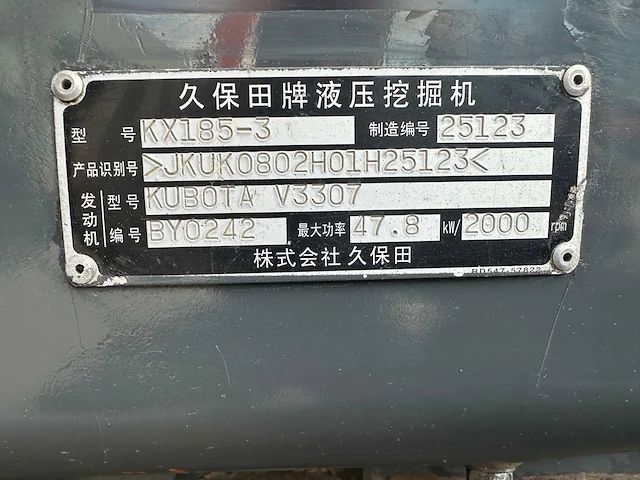 久保田牌液压挖掘机
型 号 KX185-3 制造编号 25123
产品识别号 >JKUK0802H01H25123<
发动机 型号 KUBOTA V3307
编号 BY0242 最大功率 47.8 kW/ 2000 rpm
株式会社久保田
RD547-57822